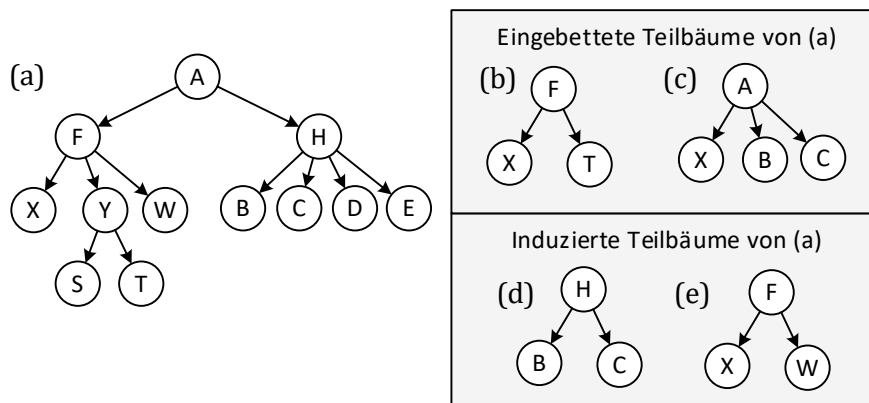 (a)
A
F
H
X
Y
W
B
C
D
E
S
T
Eingebettete Teilbäume von (a)
(b)
F
X
T
(c)
A
X
B
C
Induzierte Teilbäume von (a)
(d)
H
B
C
(e)
F
X
W